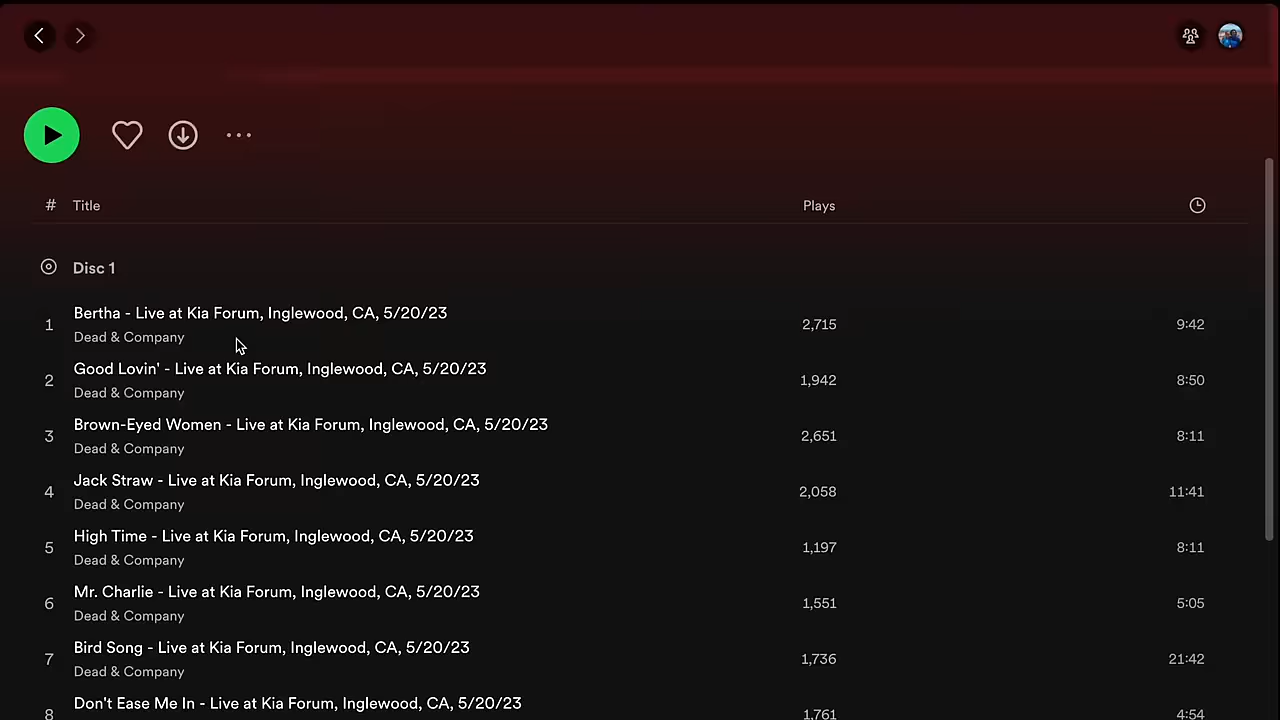 # Title Plays
Disc 1
1 Bertha - Live at Kia Forum, Inglewood, CA, 5/20/23 2,715 9:42
Dead & Company
2 Good Lovin' - Live at Kia Forum, Inglewood, CA, 5/20/23 1,942 8:50
Dead & Company
3 Brown-Eyed Women - Live at Kia Forum, Inglewood, CA, 5/20/23 2,651 8:11
Dead & Company
4 Jack Straw - Live at Kia Forum, Inglewood, CA, 5/20/23 2,058 11:41
Dead & Company
5 High Time - Live at Kia Forum, Inglewood, CA, 5/20/23 1,197 8:11
Dead & Company
6 Mr. Charlie - Live at Kia Forum, Inglewood, CA, 5/20/23 1,551 5:05
Dead & Company
7 Bird Song - Live at Kia Forum, Inglewood, CA, 5/20/23 1,736 21:42
Dead & Company
8 Don't Ease Me In - Live at Kia Forum, Inglewood, CA, 5/20/23 1,761 4:54